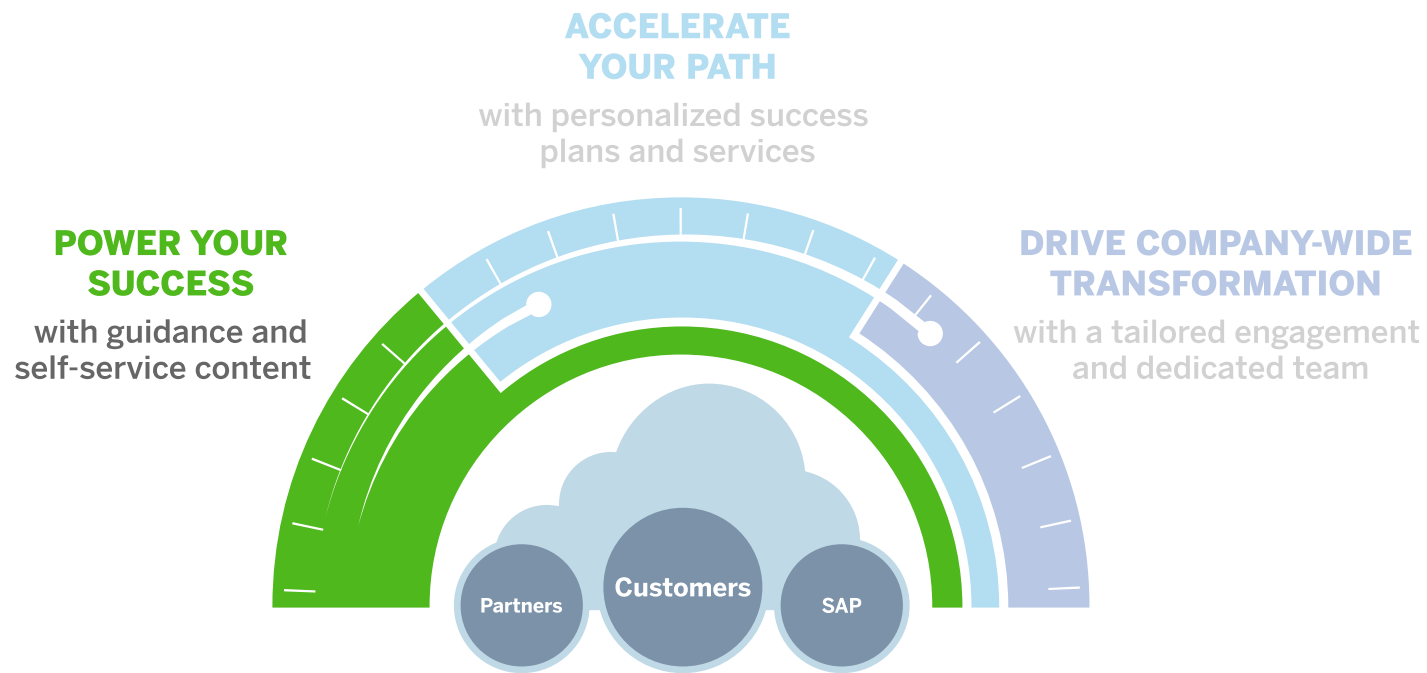 ACCELERATE
YOUR PATH
with personalized success
plans and services
POWER YOUR
SUCCESS
with guidance and
self-service content
DRIVE COMPANY-WIDE
TRANSFORMATION
with a tailored engagement
and dedicated team
Partners
Customers
SAP